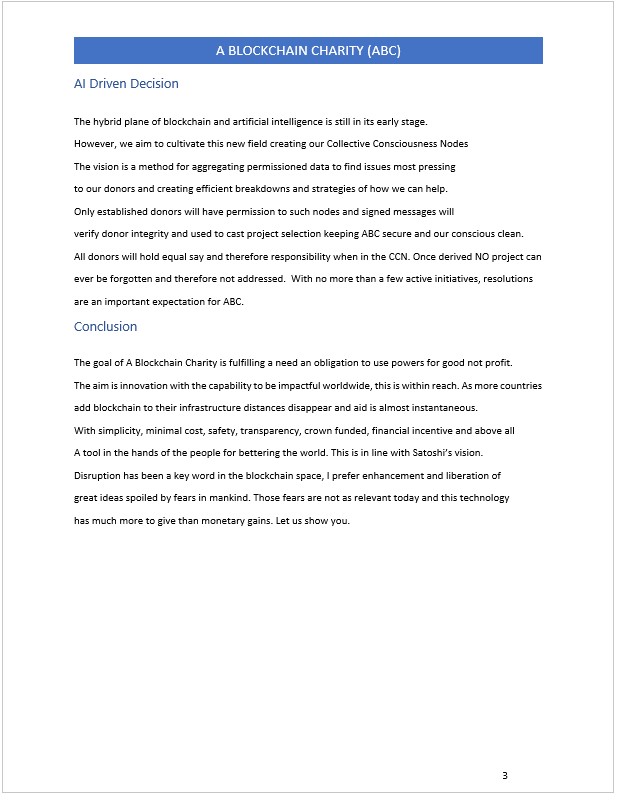 A BLOCKCHAIN CHARITY (ABC)
AI Driven Decision
The hybrid plane of blockchain and artificial intelligence is still in its early stage.
However, we aim to cultivate this new field creating our Collective Consciousness Nodes
The vision is a method for aggregating permissioned data to find issues most pressing
to our donors and creating efficient breakdowns and strategies of how we can help.
Only established donors will have permission to such nodes and signed messages will
verify donor integrity and used to cast project selection keeping ABC secure and our conscious clean.
All donors will hold equal say and therefore responsibility when in the CCN. Once derived NO project can
ever be forgotten and therefore not addressed.  With no more than a few active initiatives, resolutions
are an important expectation for ABC.
Conclusion
The goal of A Blockchain Charity is fulfilling a need an obligation to use powers for good not profit.
The aim is innovation with the capability to be impactful worldwide, this is within reach. As more countries
add blockchain to their infrastructure distances disappear and aid is almost instantaneous.
With simplicity, minimal cost, safety, transparency, crown funded, financial incentive and above all
A tool in the hands of the people for bettering the world. This is in line with Satoshi’s vision.
Disruption has been a key word in the blockchain space, I prefer enhancement and liberation of
great ideas spoiled by fears in mankind. Those fears are not as relevant today and this technology
has much more to give than monetary gains. Let us show you.
3